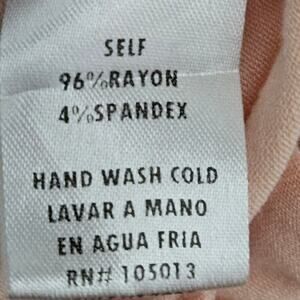 SELF
96%RAYON
4%SPANDEX
HAND WASH COLD
LAVAR A MANO
EN AGUA FRIA
RN# 105013